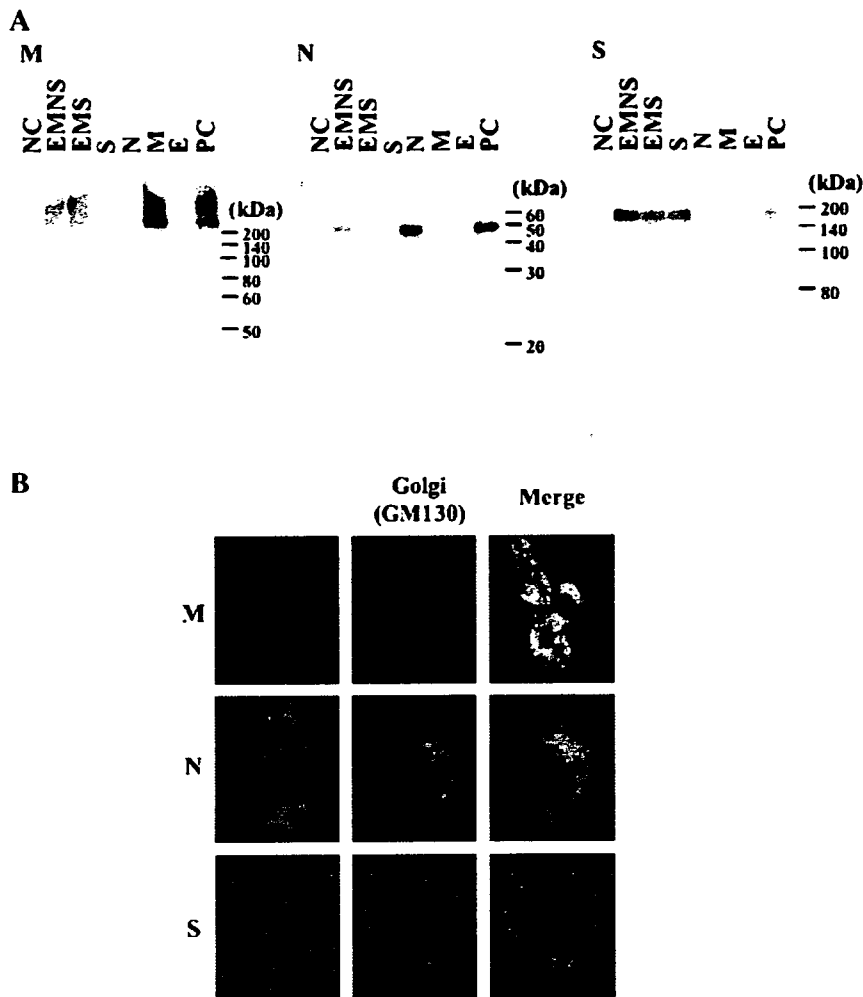 A
M
N
S
NC
EMNS
EMS
S
N
M
E
PC
NC
EMNS
EMS
S
N
M
E
PC
NC
EMNS
EMS
S
N
M
E
PC
(kDa)
200
140
100
80
60
50
(kDa)
60
50
40
30
20
(kDa)
200
140
100
80
B
Golgi
(GM130)
Merge
M
N
S